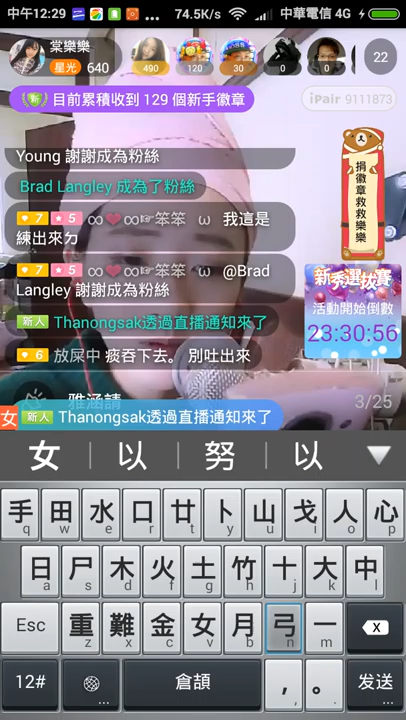 中午12:29 ... 74.5K/s 中華電信 4G
棠樂樂
星光 640
490 120 30 0 0 22
新 目前累積收到 129 個新手徽章
iPair 9111873
Young 謝謝成為粉絲
Brad Langley 成為了粉絲
7 5 ∞❤∞☞笨笨 ω 我這是
練出來ㄉ
7 5 ∞❤∞☞笨笨 ω @Brad
Langley 謝謝成為粉絲
新人 Thanongsak透過直播通知來了
6 放屎中 痰吞下去。 別吐出來
捐徽章救救樂樂
新秀選拔賽
活動開始倒數
23:30:56
雅涵請
3/25
女 新人 Thanongsak透過直播通知來了
女 以 努 以
手 田 水 口 廿 卜 山 戈 人 心
q w e r t y u i o p
日 尸 木 火 土 竹 十 大 中
a s d f g h j k l
Esc 重 難 金 女 月 弓 一 X
z x c v b n m
12# ... 倉頡 , 。 ... 发送